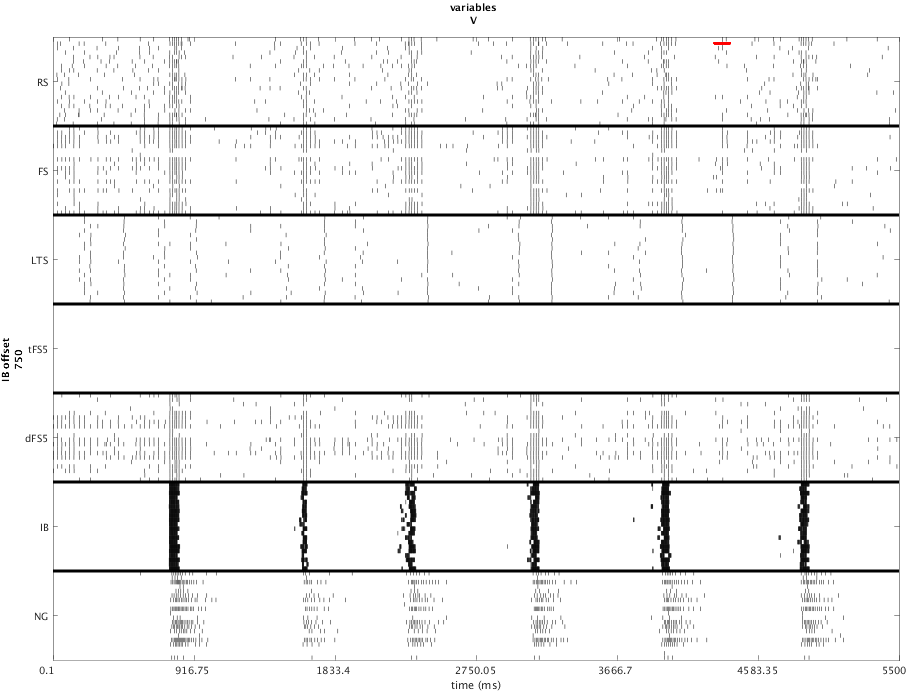 variables
V
RS
FS
LTS
IB offset
750
tFS5
dFS5
IB
NG
0.1
916.75
1833.4
2750.05
3666.7
4583.35
5500
time (ms)